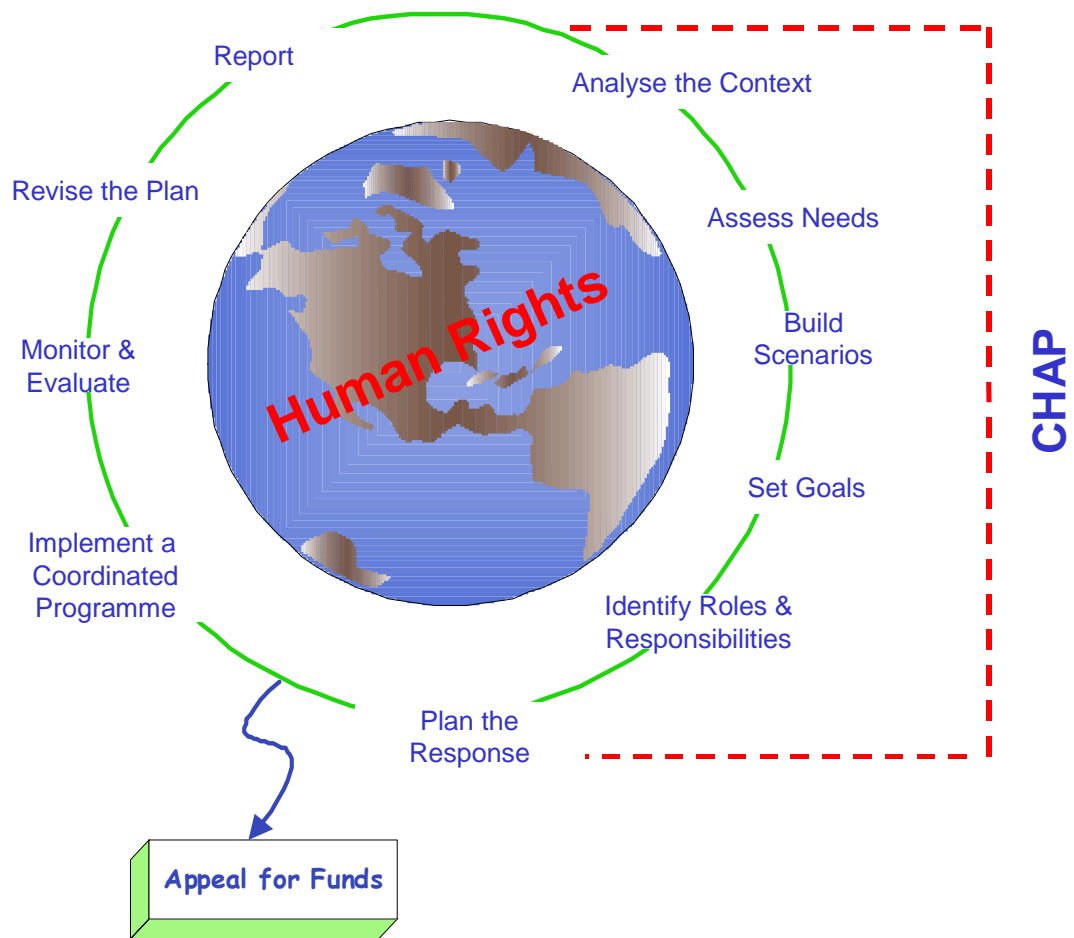 Report
Analyse the Context
Revise the Plan
Assess Needs
Human Rights
Build
Scenarios
Monitor &
Evaluate
CHAP
Set Goals
Implement a
Coordinated
Programme
Identify Roles &
Responsibilities
Plan the
Response
Appeal for Funds